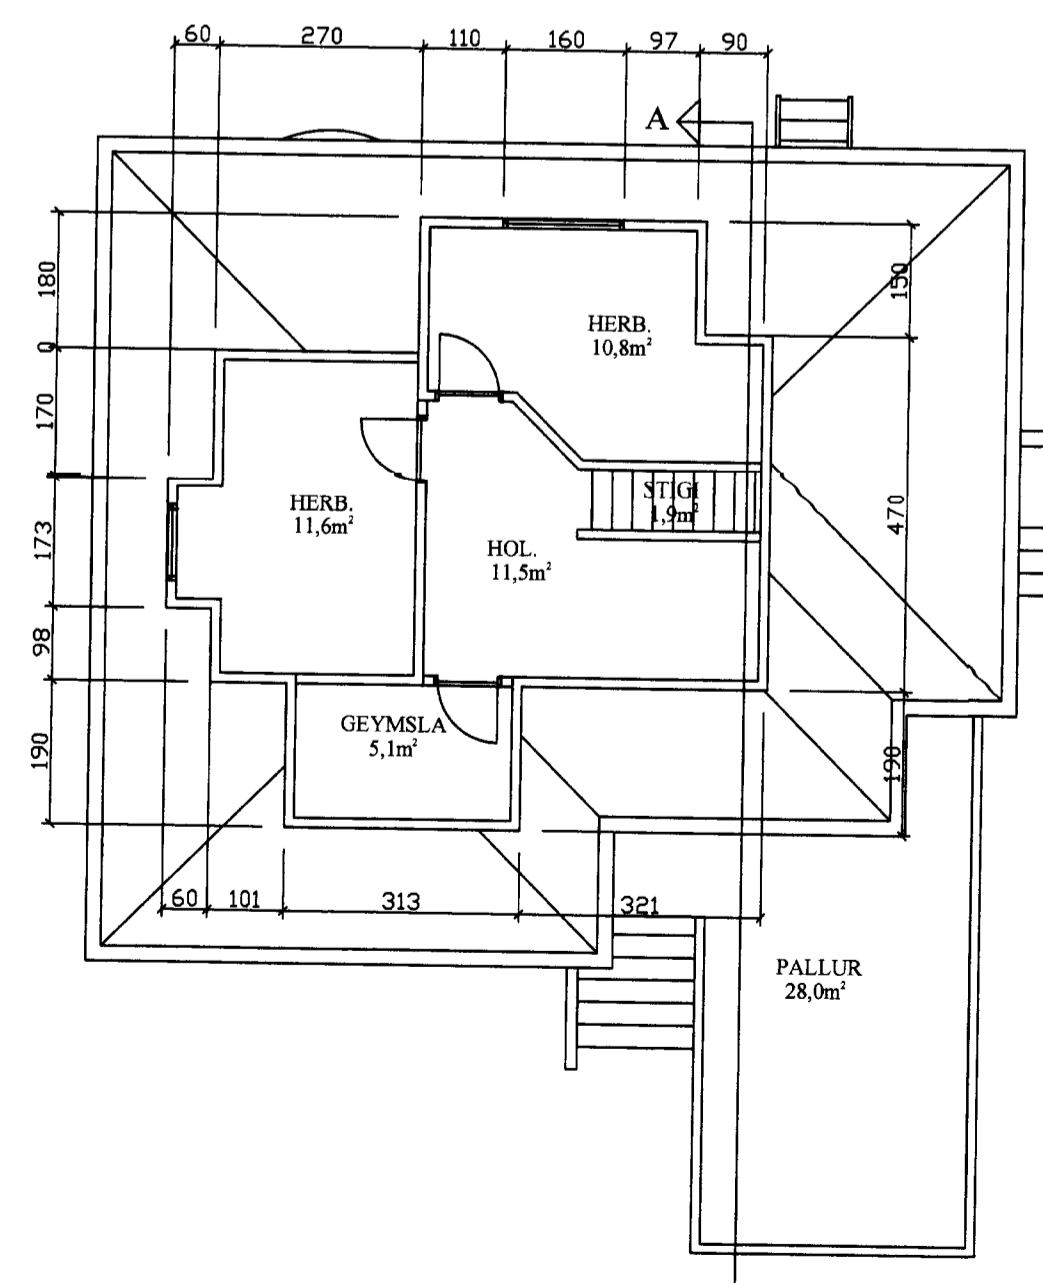 60 270 110 160 97 90
A
180
0
170
173
98
190
150
470
190
HERB.
10,8m²
HERB.
11,6m²
STIGI
1,9m²
HOL.
11,5m²
GEYMSLA
5,1m²
60 101 313 321
PALLUR
28,0m²